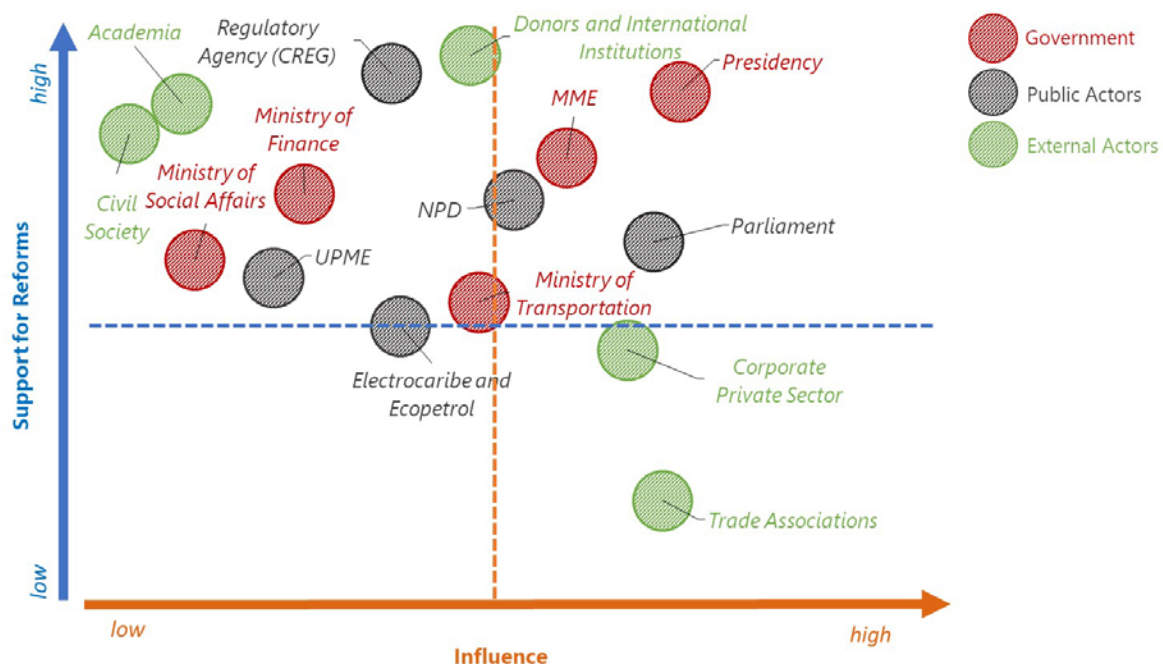 Academia
Regulatory
Agency (CREG)
Donors and International
Institutions
Presidency
MME
Ministry of
Finance
Ministry of
Social Affairs
Civil
Society
NPD
UPME
Parliament
Ministry of
Transportation
Electrocaribe and
Ecopetrol
Corporate
Private Sector
Trade Associations
Government
Public Actors
External Actors
high
Support for Reforms
low
low
Influence
high